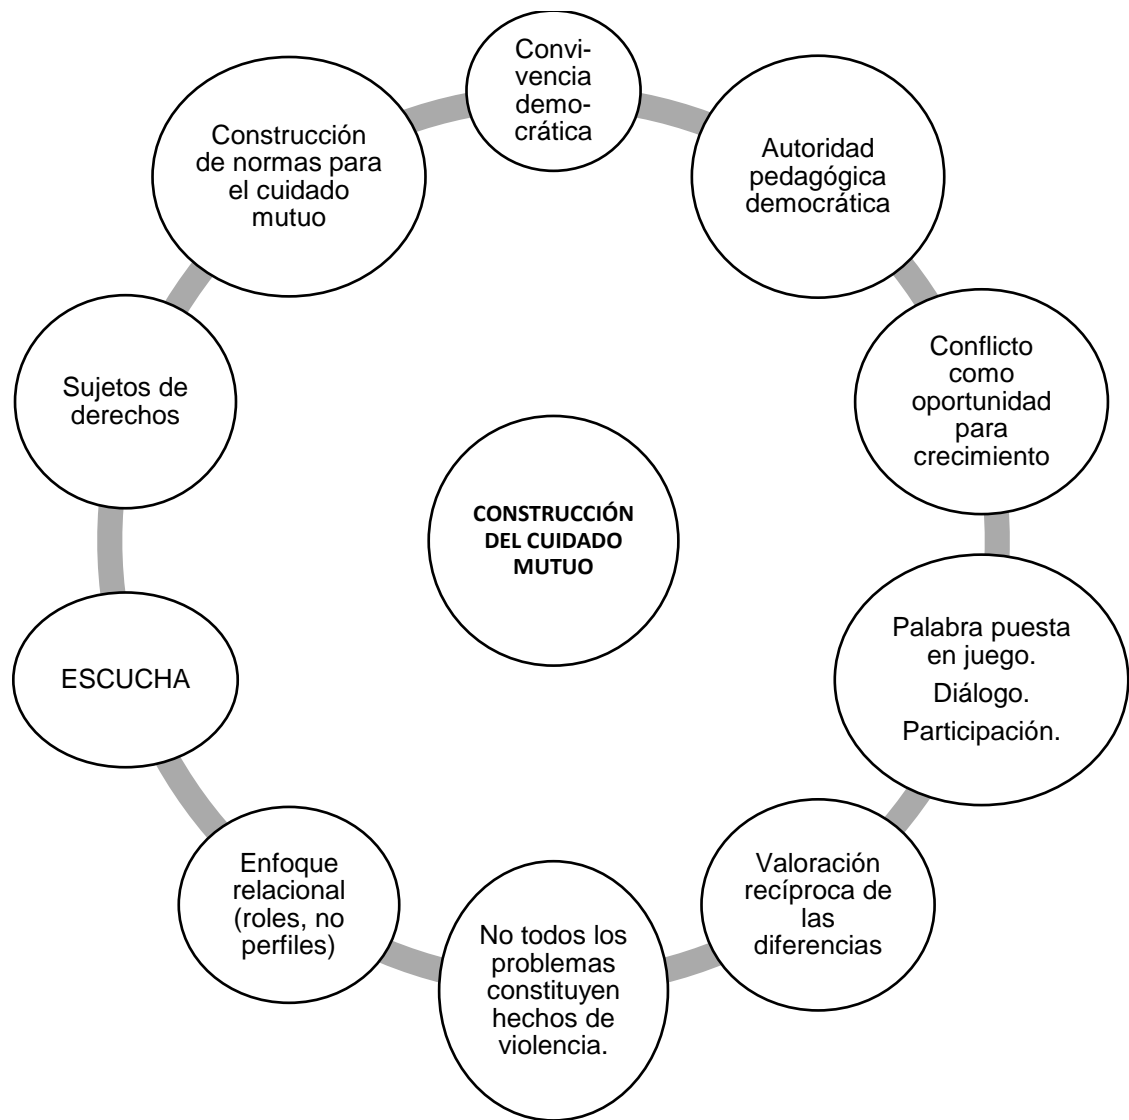 Convi-
vencia
demo-
crática
Autoridad
pedagógica
democrática
Conflicto
como
oportunidad
para
crecimiento
Palabra puesta
en juego.
Diálogo.
Participación.
Valoración
recíproca de
las
diferencias
No todos los
problemas
constituyen
hechos de
violencia.
Enfoque
relacional
(roles, no
perfiles)
ESCUCHA
Sujetos de
derechos
Construcción
de normas para
el cuidado
mutuo
CONSTRUCCIÓN
DEL CUIDADO
MUTUO